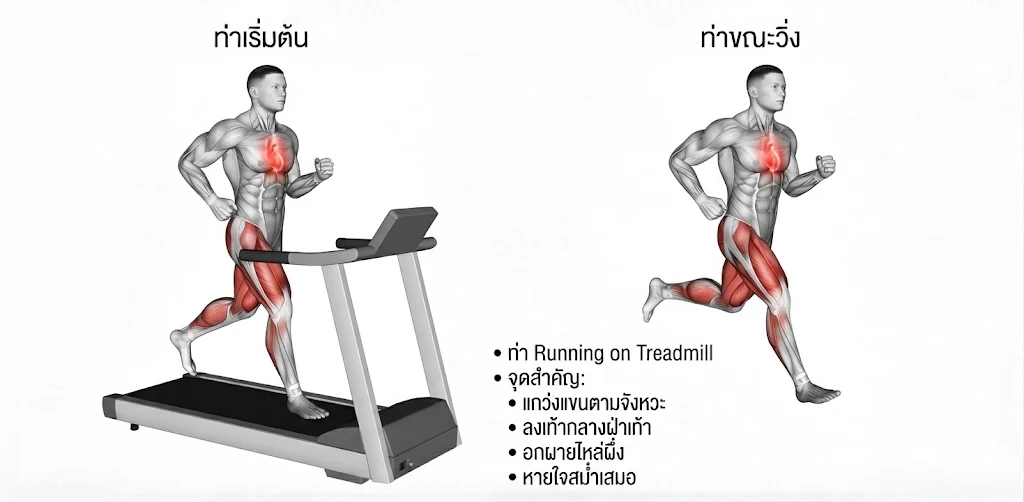 ท่าเริ่มต้น
ท่าขณะวิ่ง
• ท่า Running on Treadmill
• จุดสำคัญ:
• แกว่งแขนตามจังหวะ
• ลงเท้ากลางฝ่าเท้า
• อกผายไหล่ผึ่ง
• หายใจสม่ำเสมอ